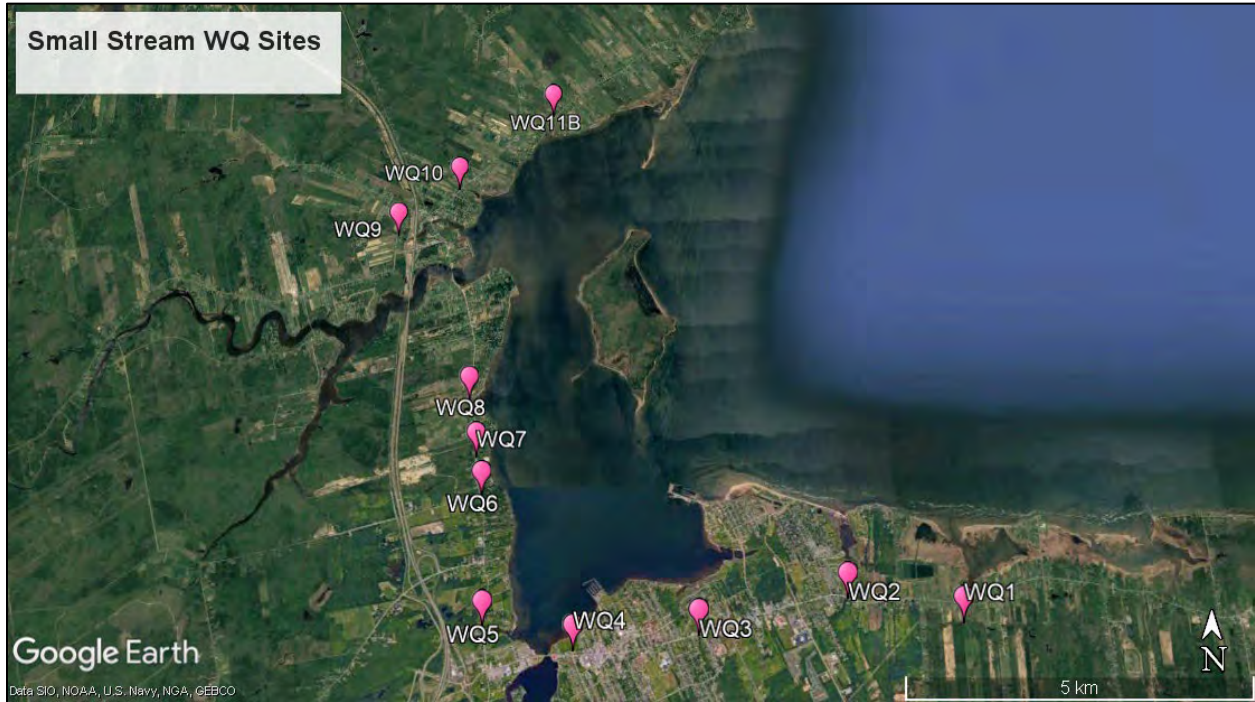 Small Stream WQ Sites
WQ11B
WQ10
WQ9
WQ8
WQ7
WQ6
WQ5
WQ4
WQ3
WQ2
WQ1
N
Google Earth
Data SIO, NOAA, U.S. Navy, NGA, GEBCO
5 km